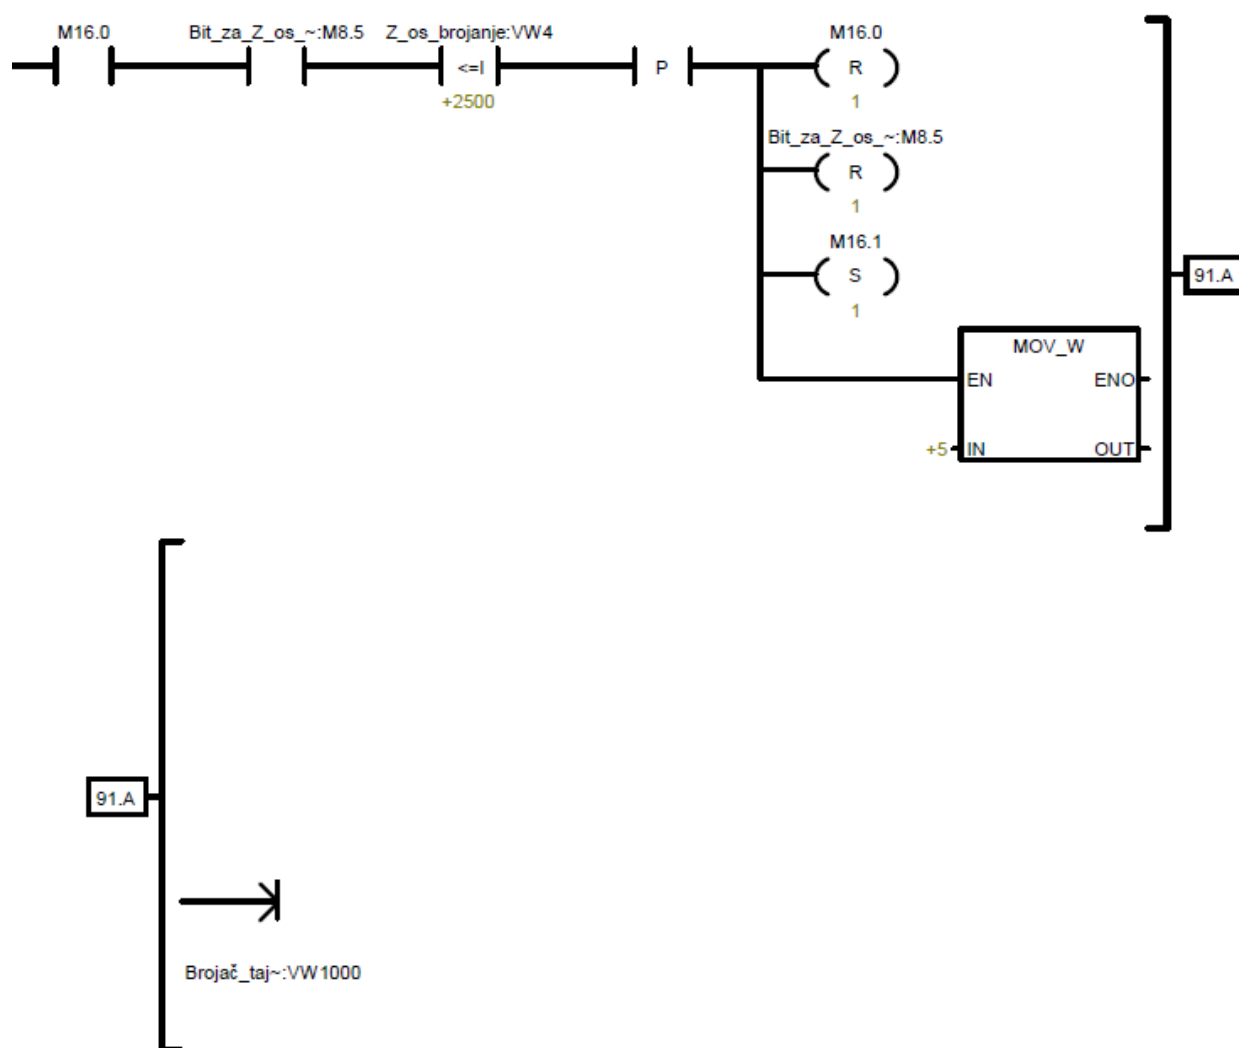 M16.0 Bit_za_Z_os_~:M8.5 Z_os_brojanje:VW4 M16.0
<=I P R
+2500 1
Bit_za_Z_os_~:M8.5
R
1
M16.1
S
1
91.A
MOV_W
EN ENO
+5 IN OUT
91.A
Brojač_taj~:VW1000